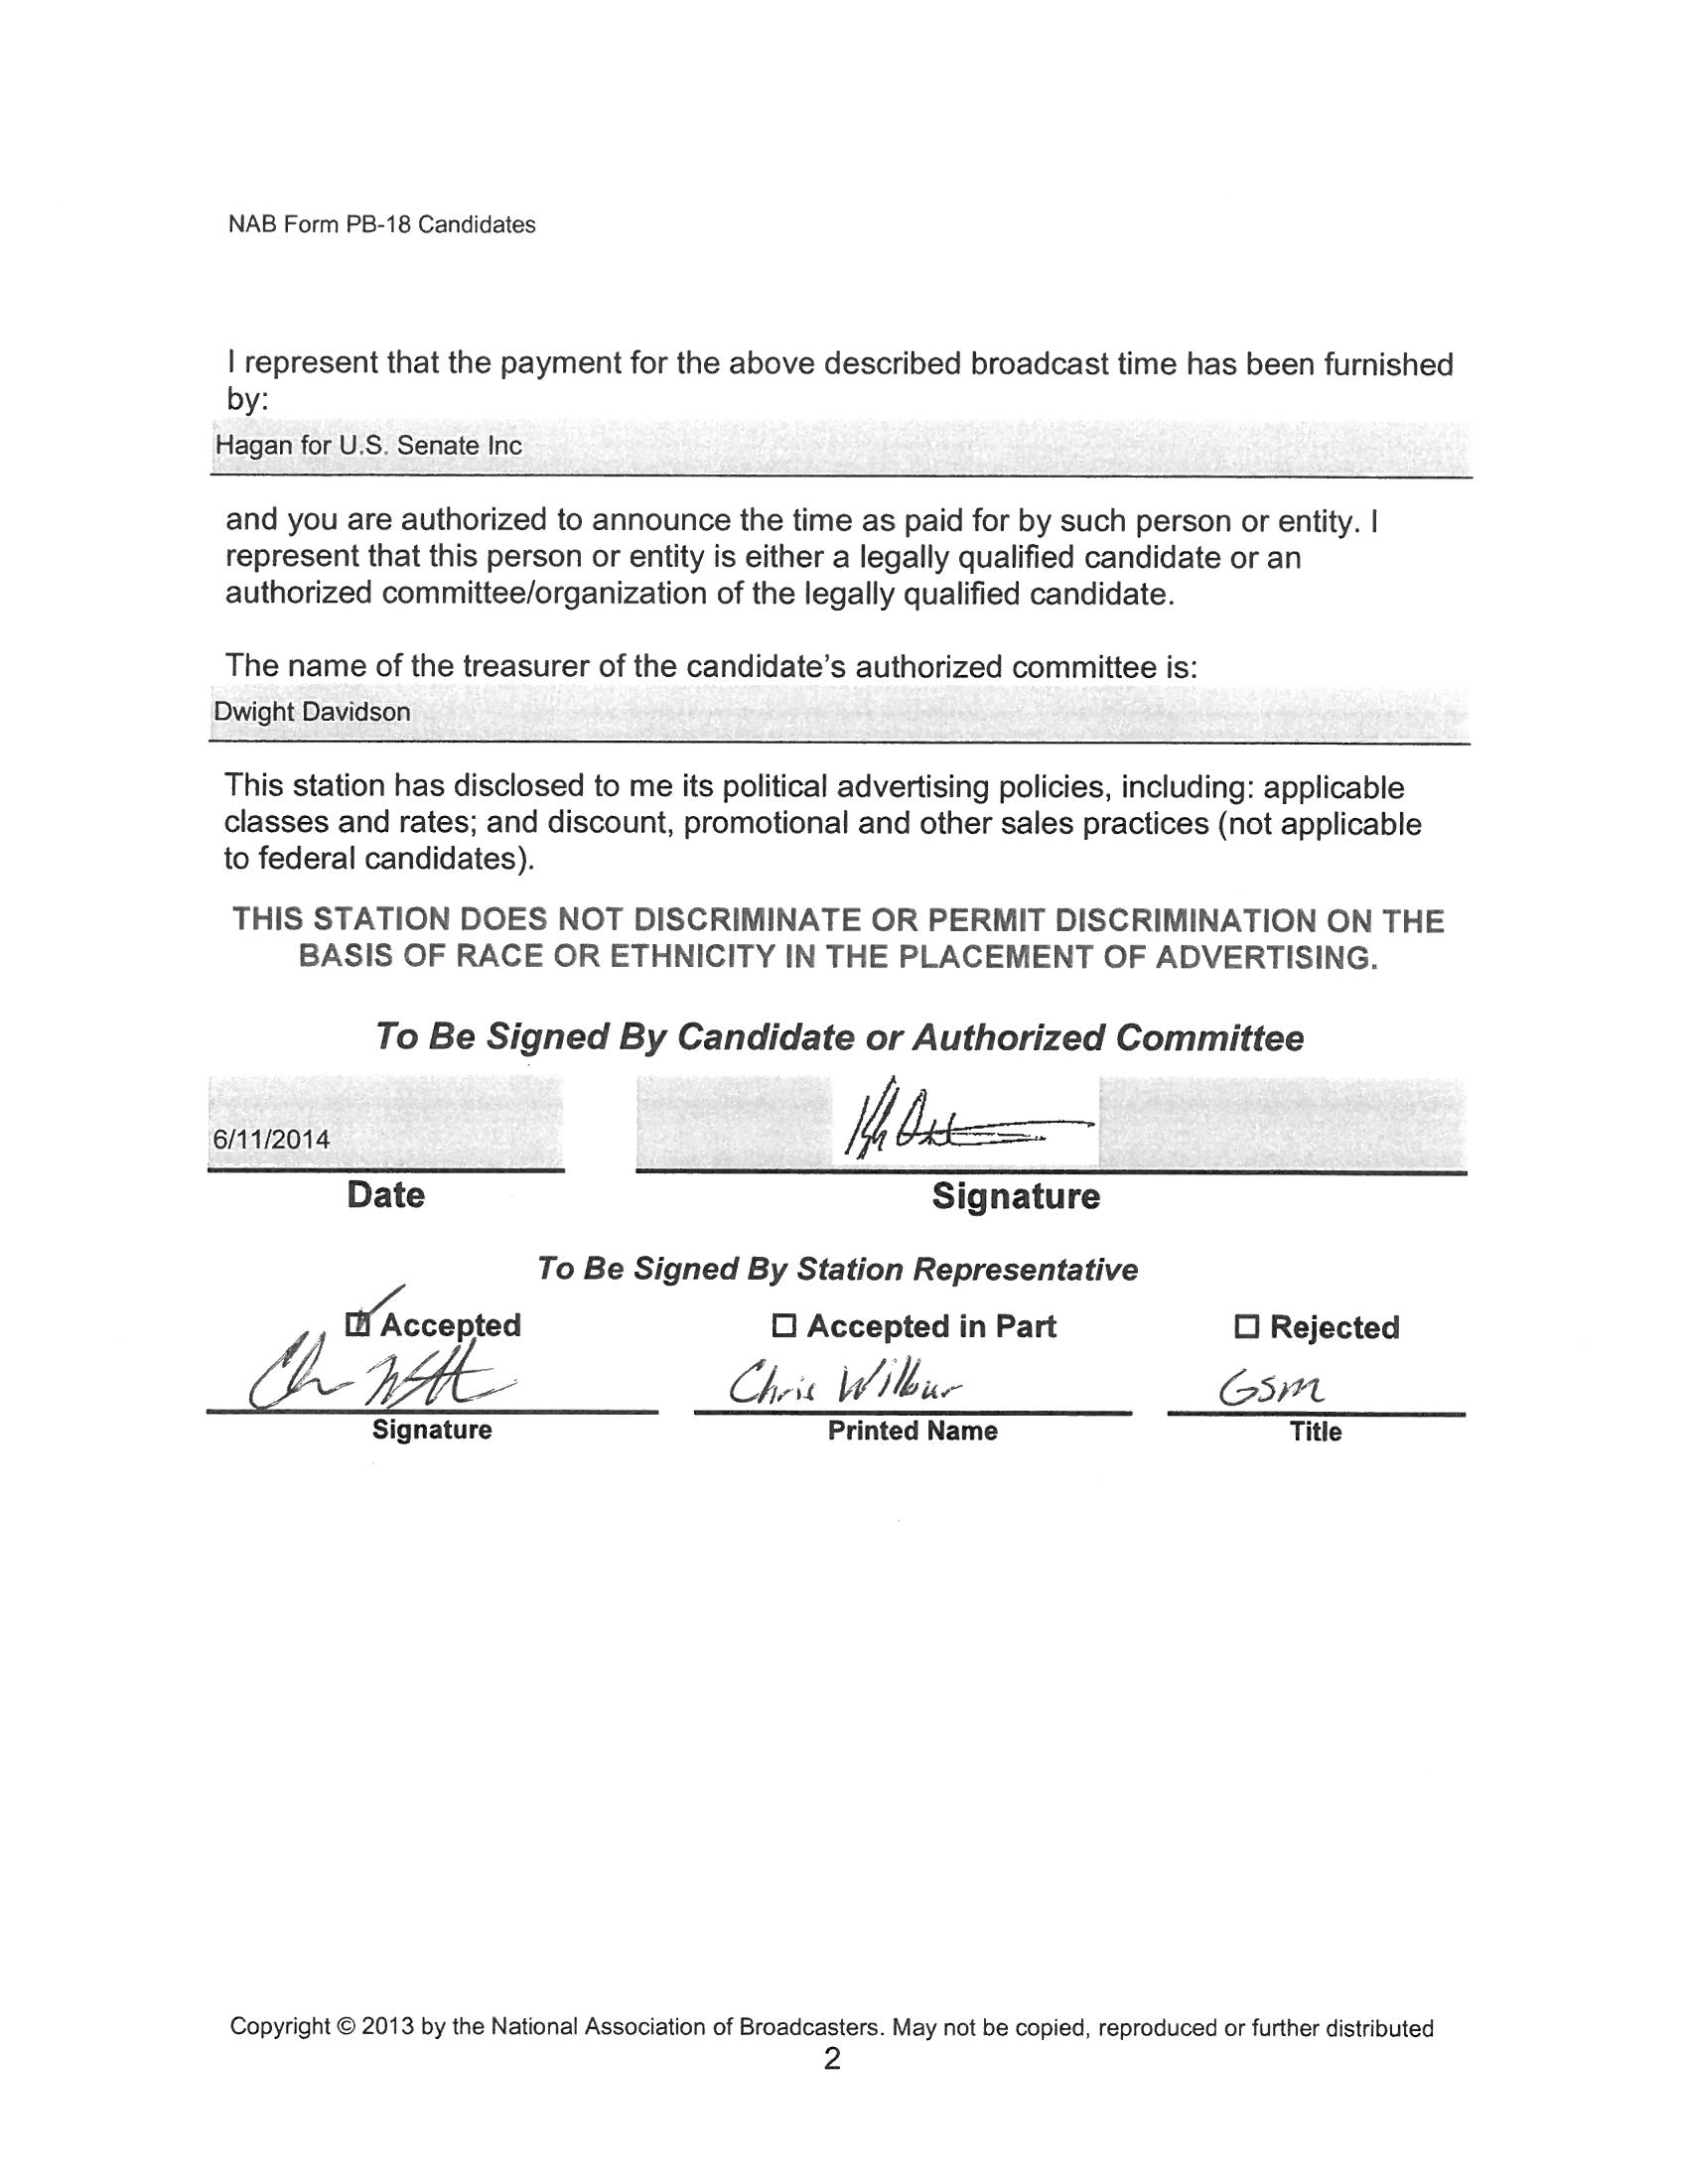 NAB Form PB-18 Candidates
I represent that the payment for the above described broadcast time has been furnished
by:
Hagan for U.S. Senate Inc
and you are authorized to announce the time as paid for by such person or entity. I
represent that this person or entity is either a legally qualified candidate or an
authorized committee/organization of the legally qualified candidate.
The name of the treasurer of the candidate's authorized committee is:
Dwight Davidson
This station has disclosed to me its political advertising policies, including: applicable
classes and rates; and discount, promotional and other sales practices (not applicable
to federal candidates).
THIS STATION DOES NOT DISCRIMINATE OR PERMIT DISCRIMINATION ON THE
BASIS OF RACE OR ETHNICITY IN THE PLACEMENT OF ADVERTISING.
To Be Signed By Candidate or Authorized Committee
6/11/2014
Date Signature
To Be Signed By Station Representative
Accepted Accepted in Part Rejected
Chris Wilbur GSM
Signature Printed Name Title
Copyright © 2013 by the National Association of Broadcasters. May not be copied, reproduced or further distributed
2